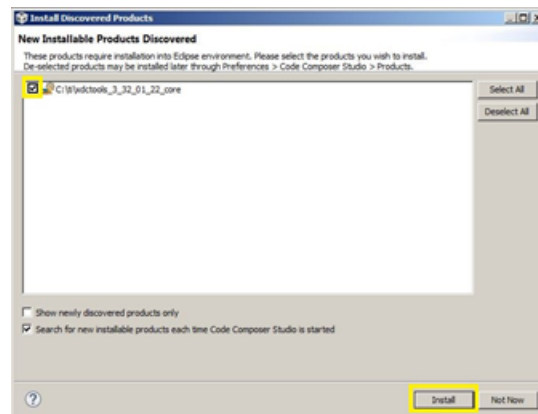 Install Discovered Products
New Installable Products Discovered
These products require installation into Eclipse environment. Please select the products you wish to install.
De-selected products may be installed later through Preferences > Code Composer Studio > Products.
C:\ti\xdctools_3_32_01_22_core
Select All
Deselect All
Show newly discovered products only
Search for new installable products each time Code Composer Studio is started
Install
Not Now